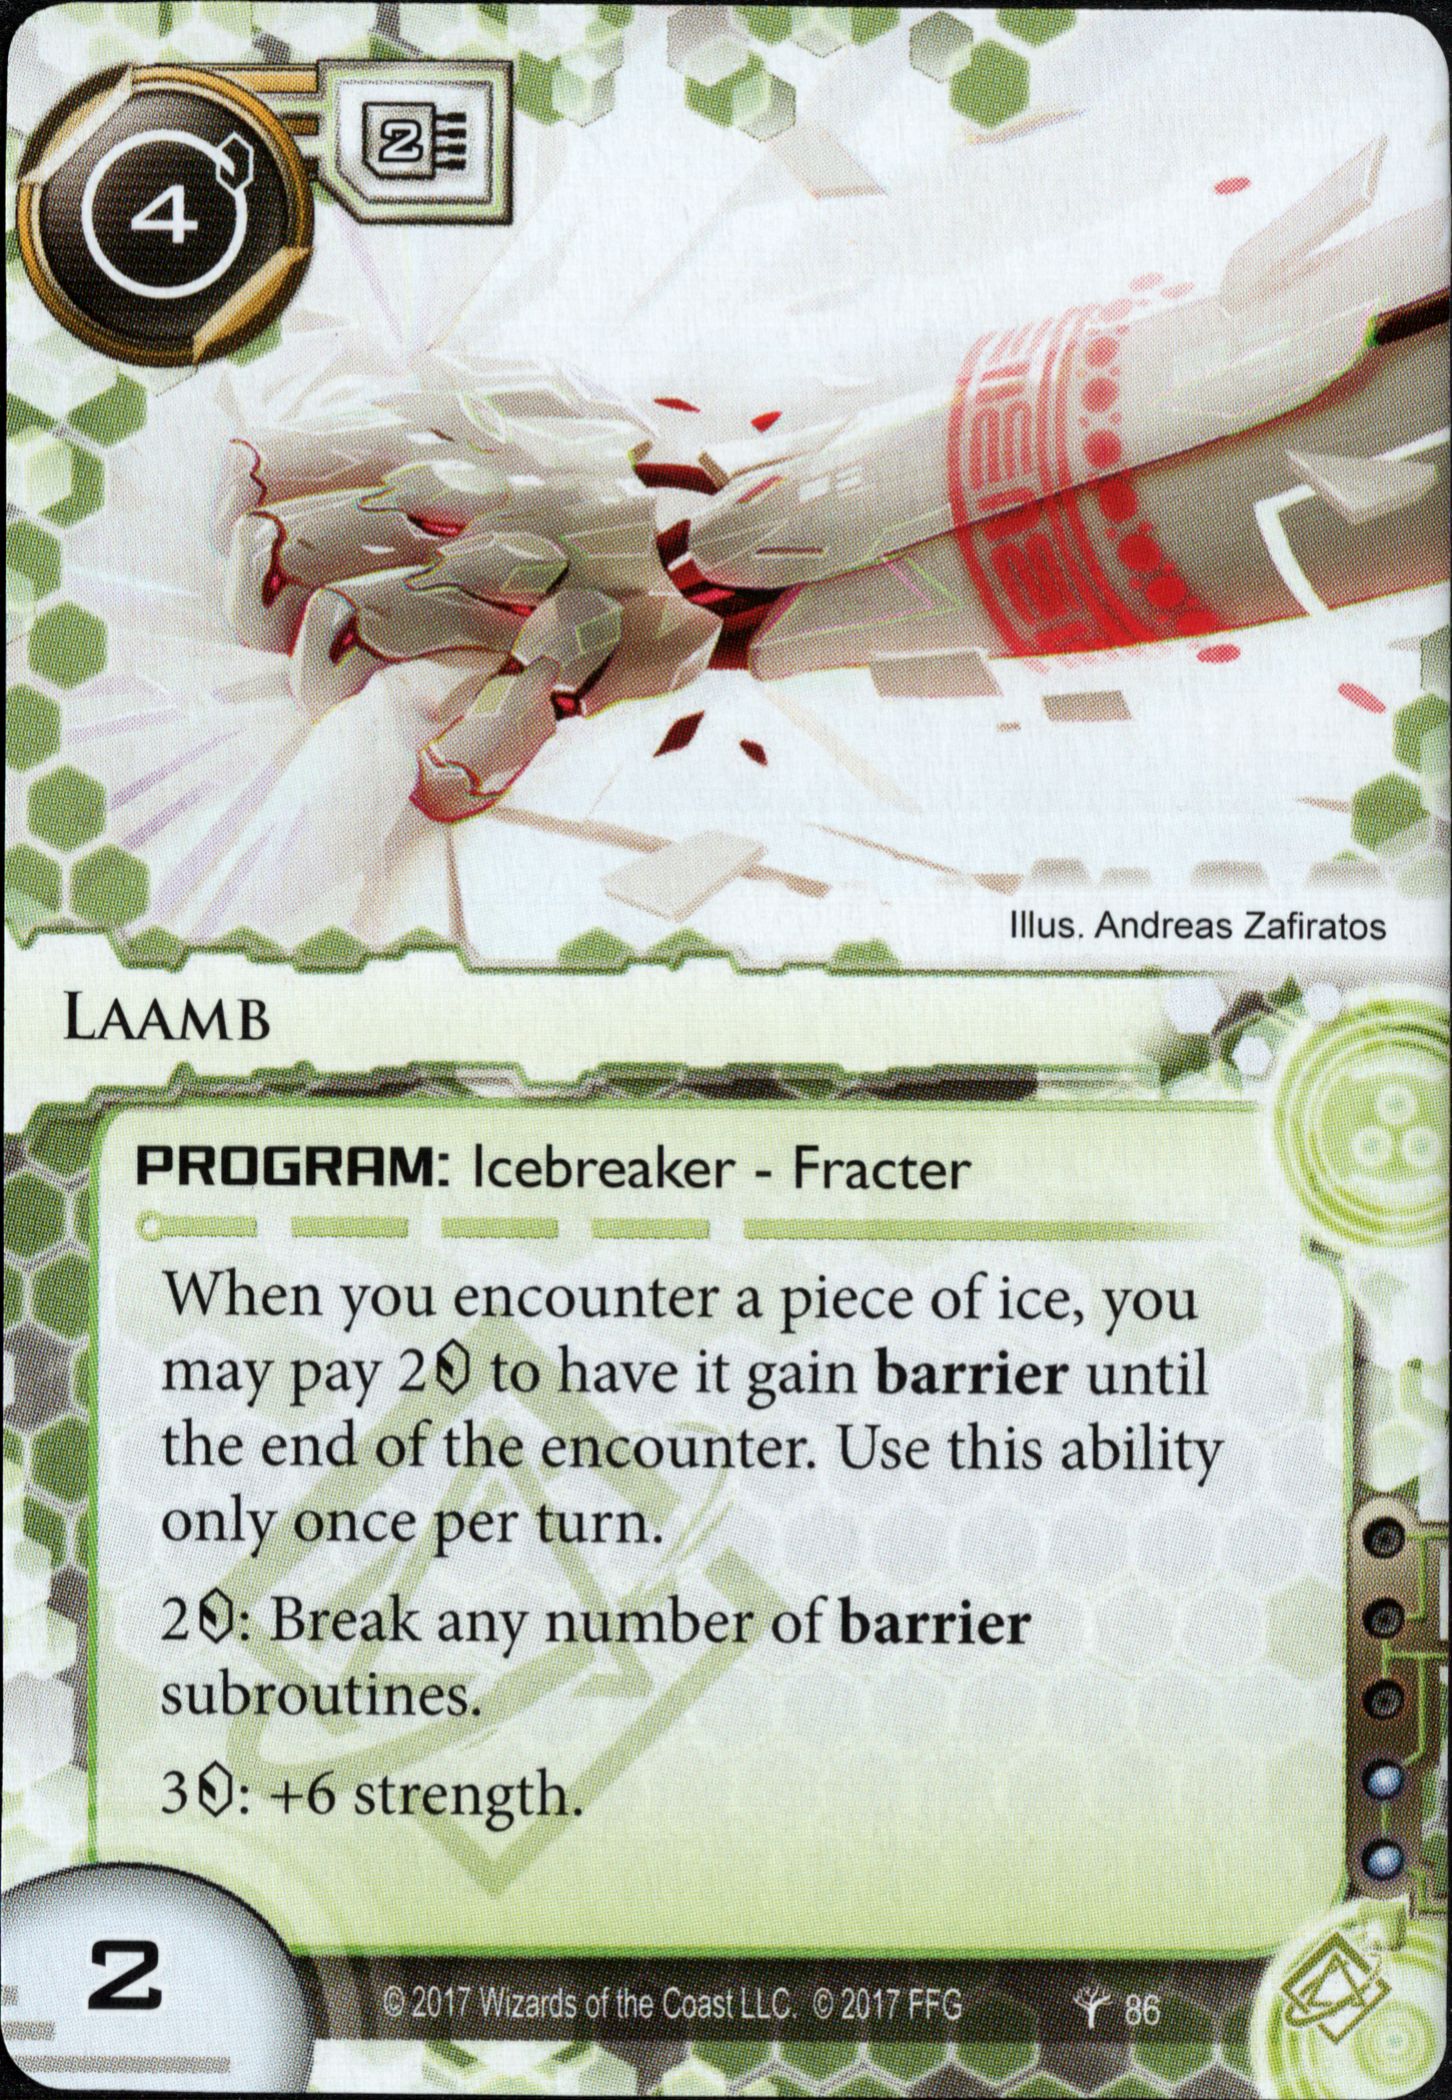 4
2
Illus. Andreas Zafiratos
Laamb
PROGRAM: Icebreaker - Fracter
When you encounter a piece of ice, you
may pay 2 to have it gain barrier until
the end of the encounter. Use this ability
only once per turn.
2: Break any number of barrier
subroutines.
3: +6 strength.
2
© 2017 Wizards of the Coast LLC. © 2017 FFG 86